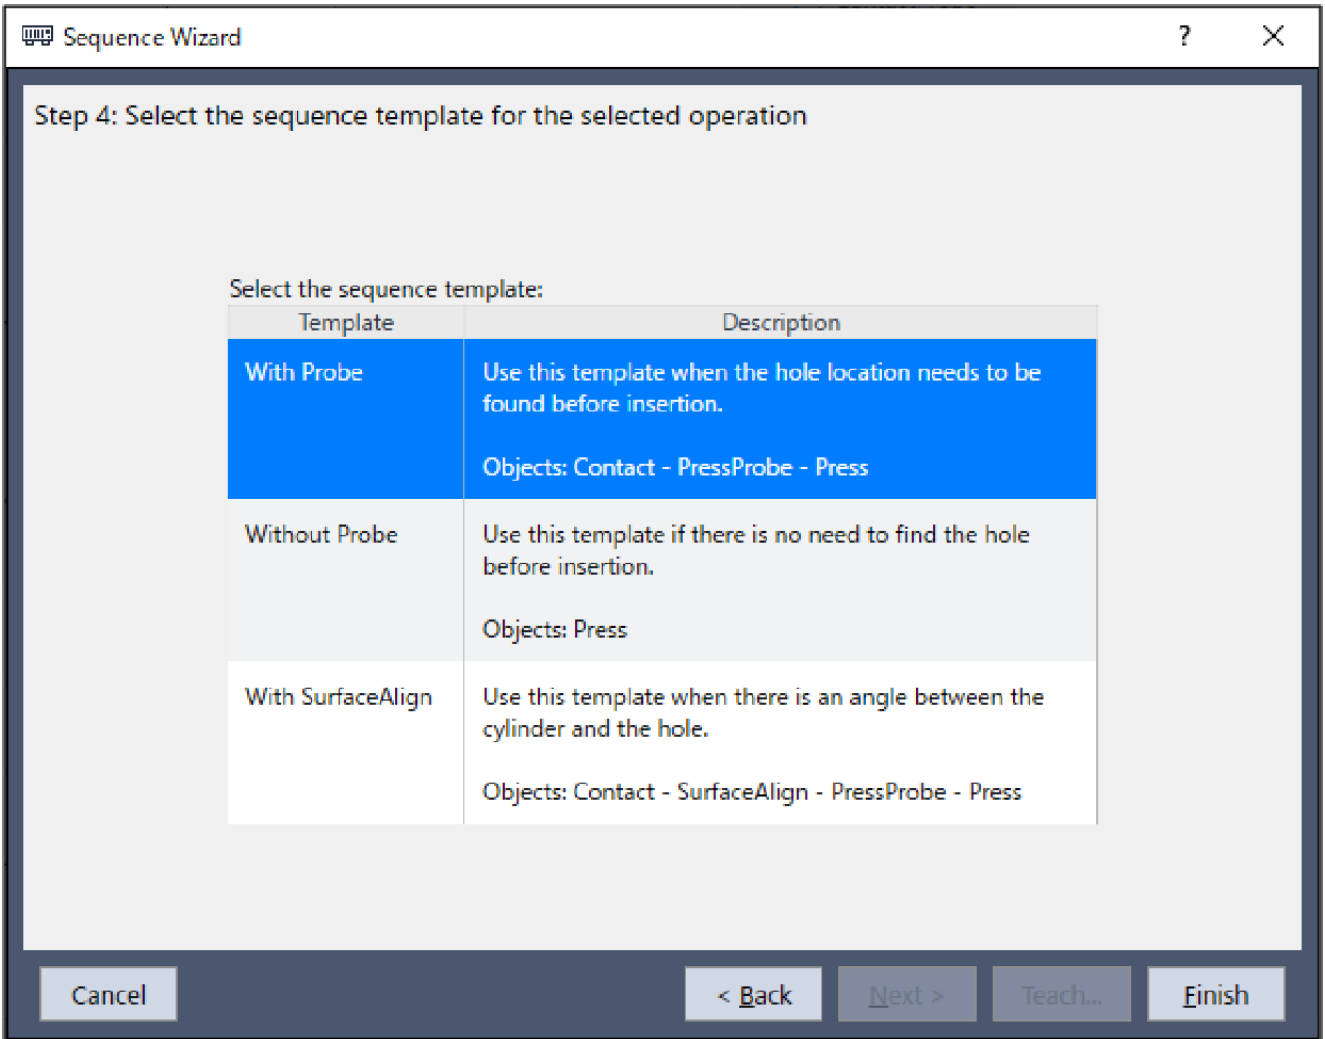 Sequence Wizard
?
Step 4: Select the sequence template for the selected operation
Select the sequence template:
Template
Description
With Probe
Use this template when the hole location needs to be
found before insertion.
Objects: Contact - PressProbe - Press
Without Probe
Use this template if there is no need to find the hole
before insertion.
Objects: Press
With SurfaceAlign
Use this template when there is an angle between the
cylinder and the hole.
Objects: Contact - SurfaceAlign - PressProbe - Press
Cancel
< Back
Next >
Teach...
Finish